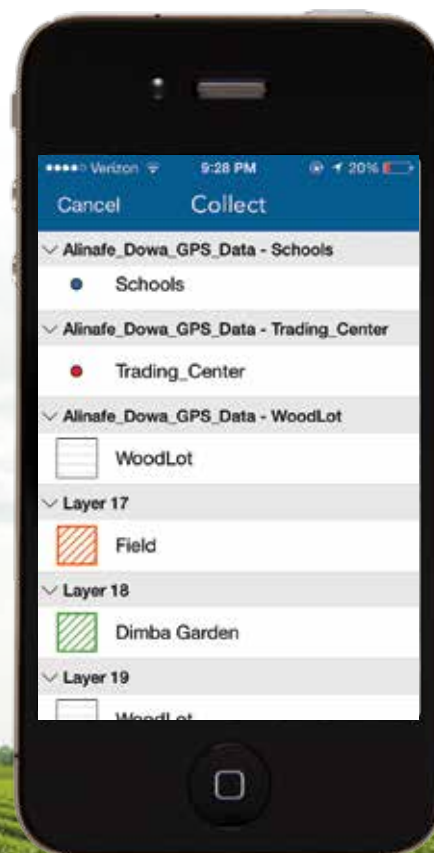 Verizon 9:28 PM 20%
Cancel Collect
Alinafe_Dowa_GPS_Data - Schools
Schools
Alinafe_Dowa_GPS_Data - Trading_Center
Trading_Center
Alinafe_Dowa_GPS_Data - WoodLot
WoodLot
Layer 17
Field
Layer 18
Dimba Garden
Layer 19
WoodLot